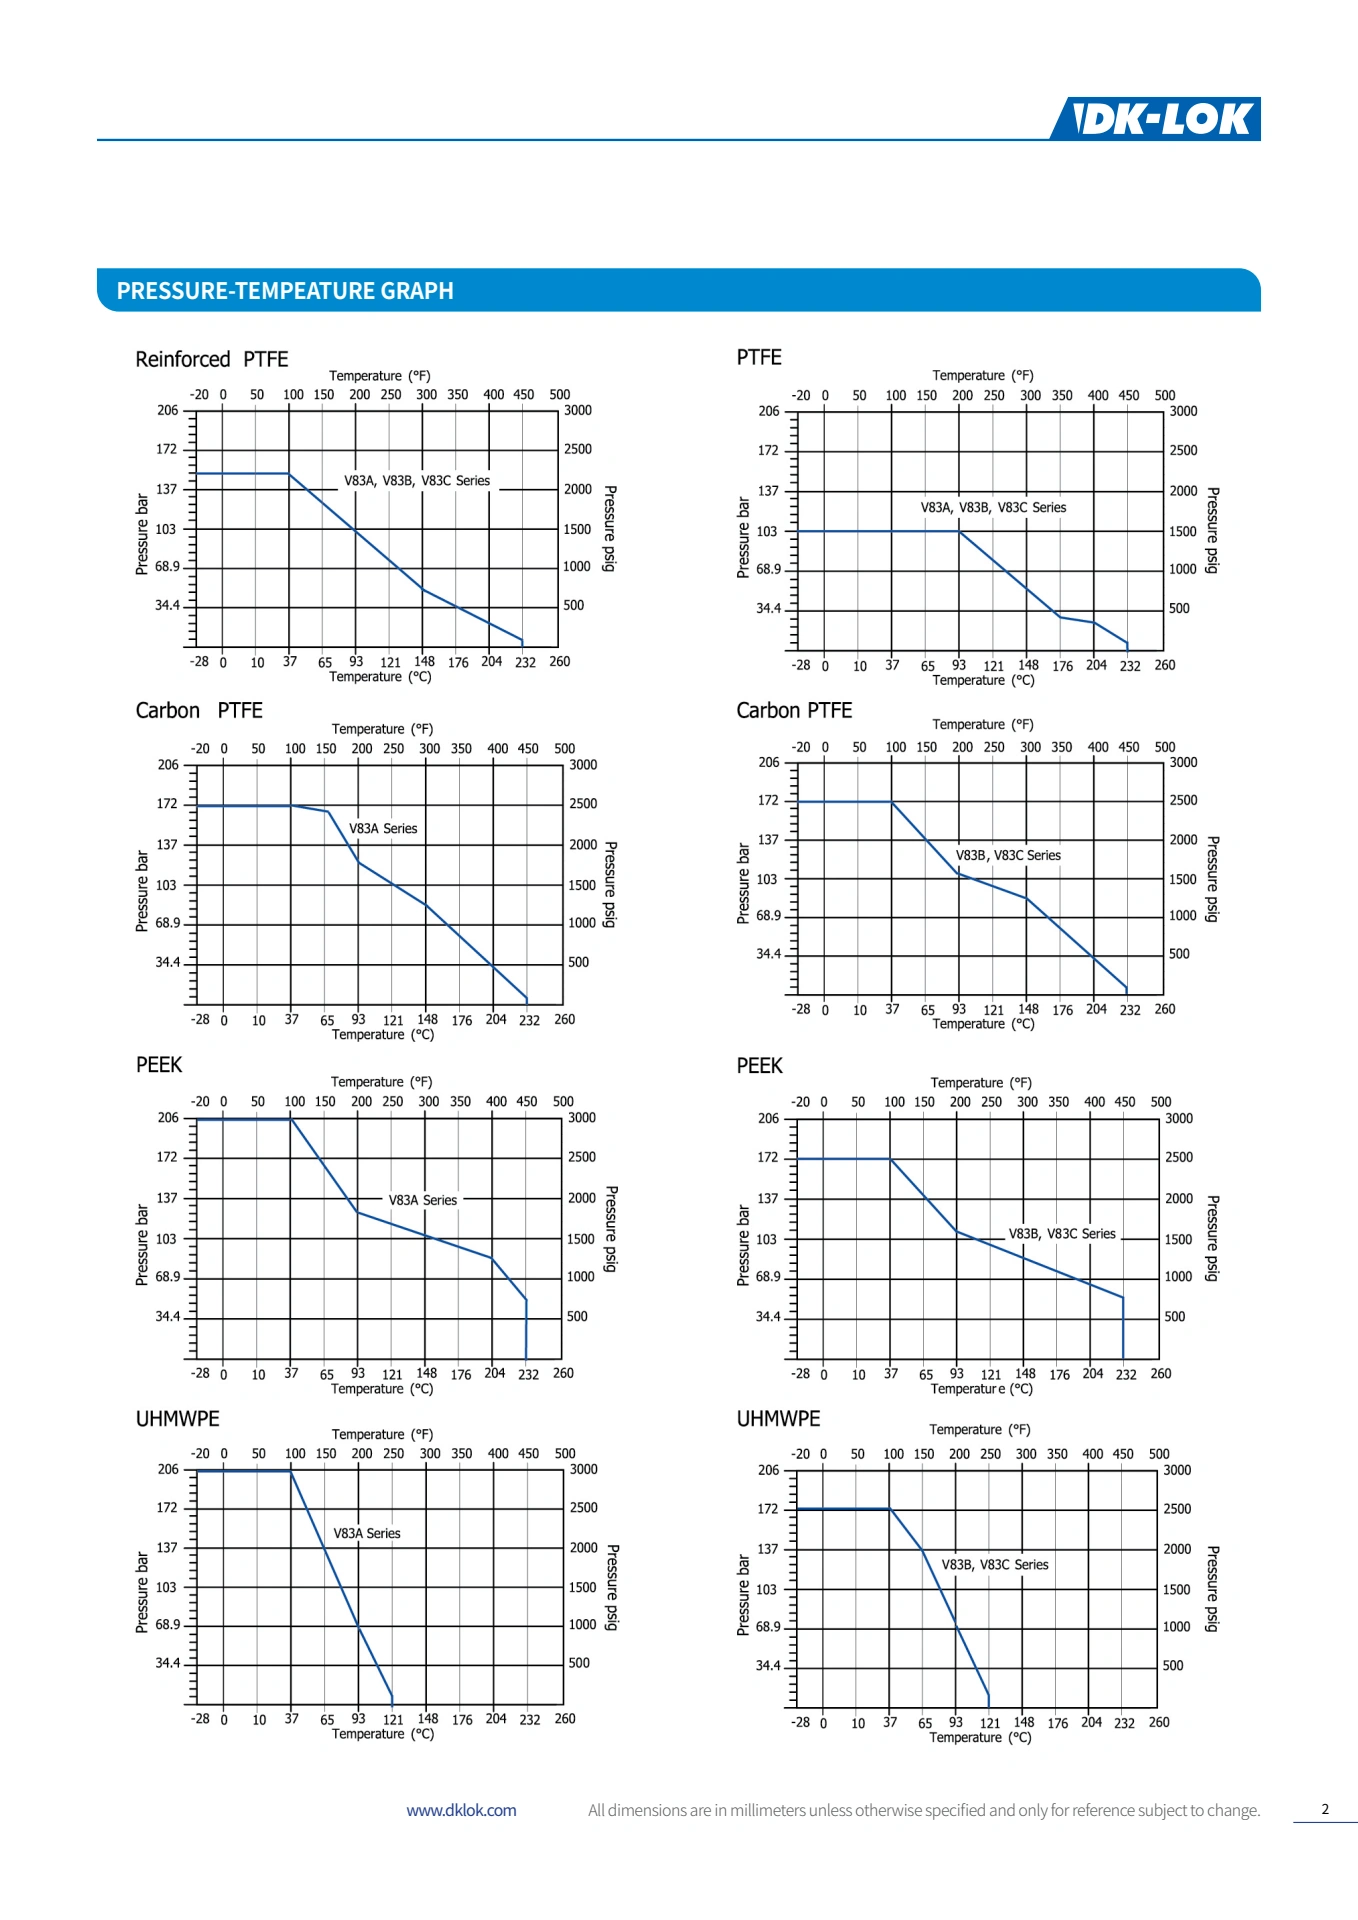 DK-LOK
PRESSURE-TEMPEATURE GRAPH
Reinforced PTFE
Temperature (°F)
-20 0 50 100 150 200 250 300 350 400 450 500
206 3000
172 2500
V83A, V83B, V83C Series
137 2000
103 1500
68.9 1000
34.4 500
Pressure bar
Pressure psig
-28 0 10 37 65 93 121 148 176 204 232 260
Temperature (°C)
PTFE
Temperature (°F)
-20 0 50 100 150 200 250 300 350 400 450 500
206 3000
172 2500
137 2000
V83A, V83B, V83C Series
103 1500
68.9 1000
34.4 500
Pressure bar
Pressure psig
-28 0 10 37 65 93 121 148 176 204 232 260
Temperature (°C)
Carbon PTFE
Temperature (°F)
-20 0 50 100 150 200 250 300 350 400 450 500
206 3000
172 2500
V83A Series
137 2000
103 1500
68.9 1000
34.4 500
Pressure bar
Pressure psig
-28 0 10 37 65 93 121 148 176 204 232 260
Temperature (°C)
Carbon PTFE
Temperature (°F)
-20 0 50 100 150 200 250 300 350 400 450 500
206 3000
172 2500
137 2000
V83B, V83C Series
103 1500
68.9 1000
34.4 500
Pressure bar
Pressure psig
-28 0 10 37 65 93 121 148 176 204 232 260
Temperature (°C)
PEEK
Temperature (°F)
-20 0 50 100 150 200 250 300 350 400 450 500
206 3000
172 2500
137 2000
V83A Series
103 1500
68.9 1000
34.4 500
Pressure bar
Pressure psig
-28 0 10 37 65 93 121 148 176 204 232 260
Temperature (°C)
PEEK
Temperature (°F)
-20 0 50 100 150 200 250 300 350 400 450 500
206 3000
172 2500
137 2000
V83B, V83C Series
103 1500
68.9 1000
34.4 500
Pressure bar
Pressure psig
-28 0 10 37 65 93 121 148 176 204 232 260
Temperature (°C)
UHMWPE
Temperature (°F)
-20 0 50 100 150 200 250 300 350 400 450 500
206 3000
172 2500
V83A Series
137 2000
103 1500
68.9 1000
34.4 500
Pressure bar
Pressure psig
-28 0 10 37 65 93 121 148 176 204 232 260
Temperature (°C)
UHMWPE
Temperature (°F)
-20 0 50 100 150 200 250 300 350 400 450 500
206 3000
172 2500
137 2000
V83B, V83C Series
103 1500
68.9 1000
34.4 500
Pressure bar
Pressure psig
-28 0 10 37 65 93 121 148 176 204 232 260
Temperature (°C)
www.dklok.com All dimensions are in millimeters unless otherwise specified and only for reference subject to change. 2